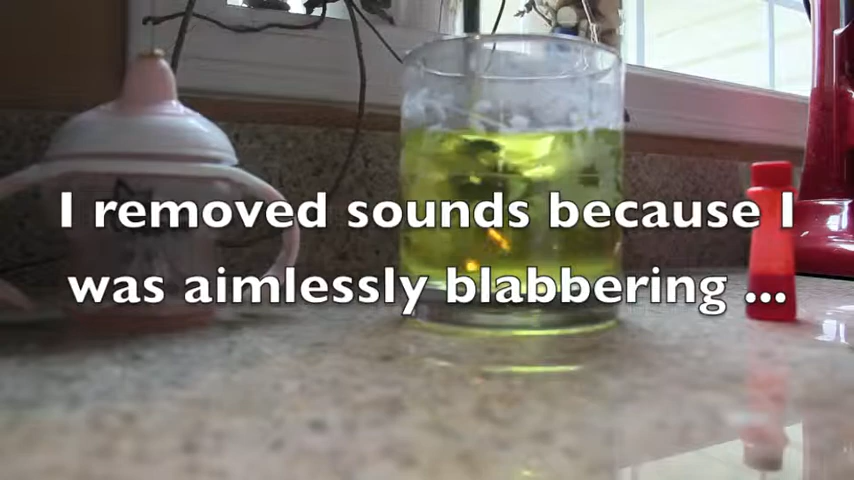 I removed sounds because I
was aimlessly blabbering ...